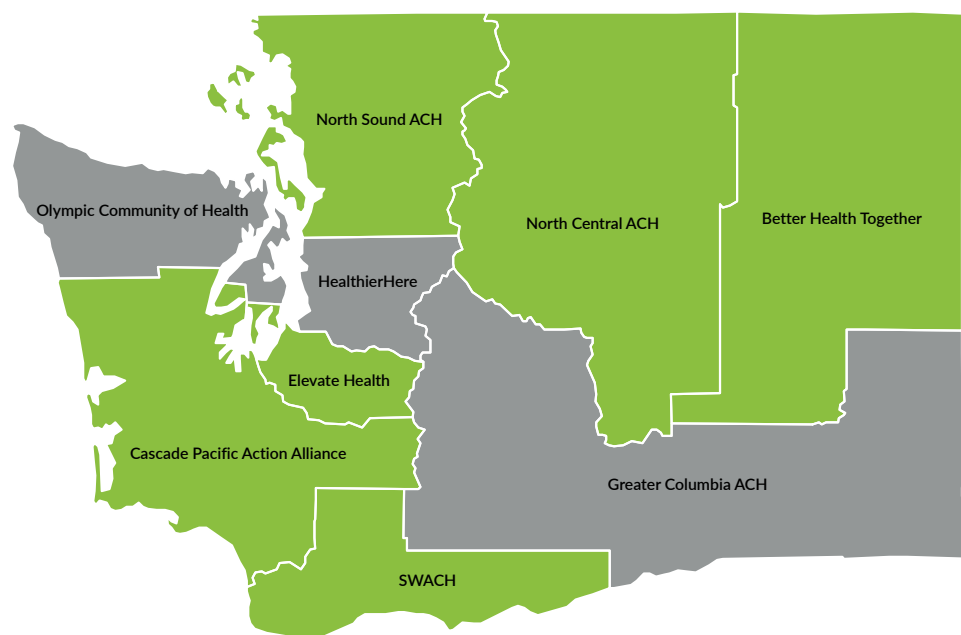 North Sound ACH
Olympic Community of Health
North Central ACH
Better Health Together
HealthierHere
Elevate Health
Cascade Pacific Action Alliance
Greater Columbia ACH
SWACH